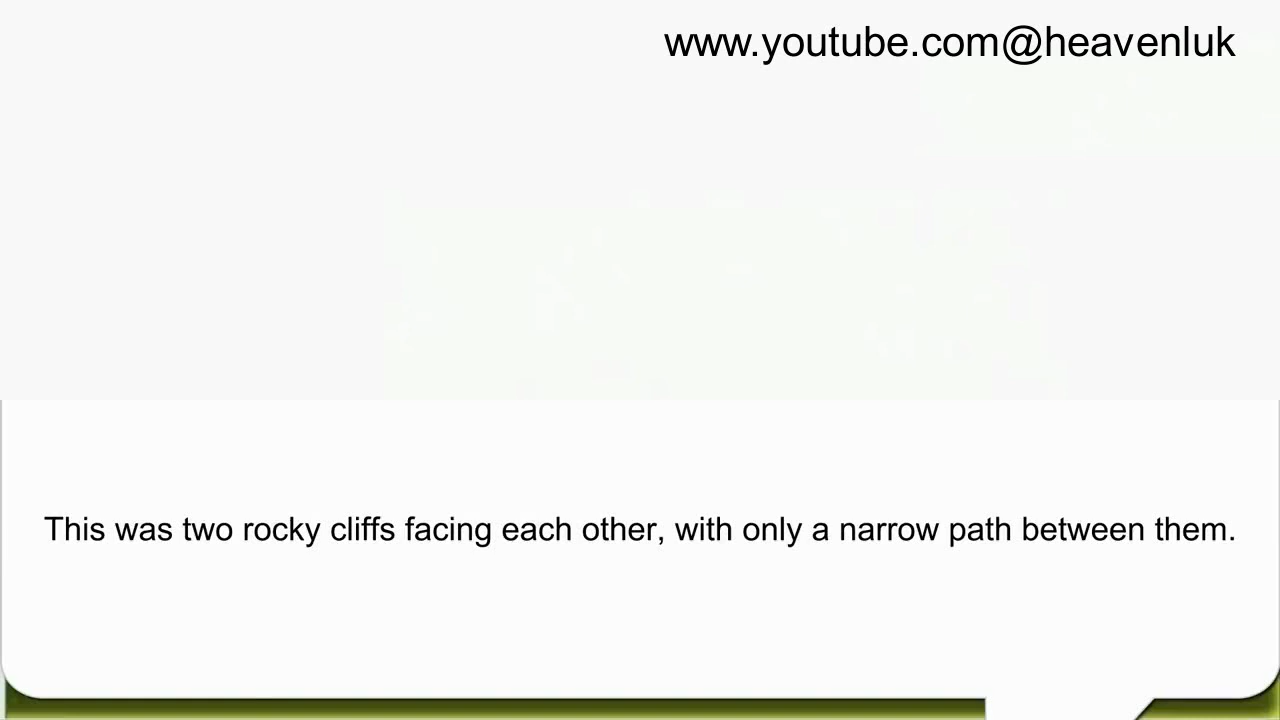 www.youtube.com@heavenluk
This was two rocky cliffs facing each other, with only a narrow path between them.